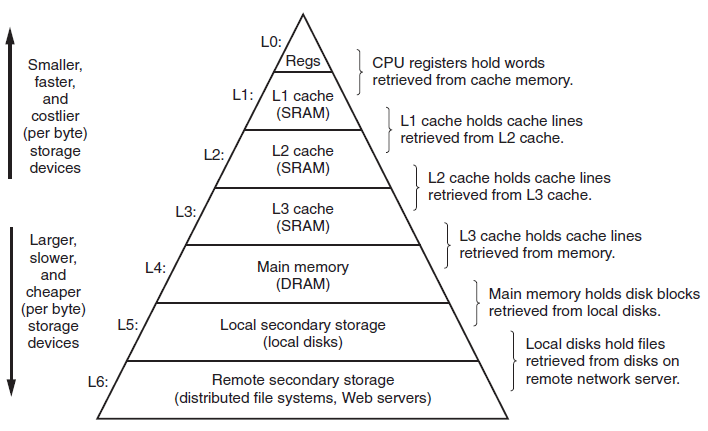 Smaller,
faster,
and
costlier
(per byte)
storage
devices
Larger,
slower,
and
cheaper
(per byte)
storage
devices
L0:
Regs
CPU registers hold words
retrieved from cache memory.
L1:
L1 cache
(SRAM)
L1 cache holds cache lines
retrieved from L2 cache.
L2:
L2 cache
(SRAM)
L2 cache holds cache lines
retrieved from L3 cache.
L3:
L3 cache
(SRAM)
L3 cache holds cache lines
retrieved from memory.
L4:
Main memory
(DRAM)
Main memory holds disk blocks
retrieved from local disks.
L5:
Local secondary storage
(local disks)
Local disks hold files
retrieved from disks on
remote network server.
L6:
Remote secondary storage
(distributed file systems, Web servers)